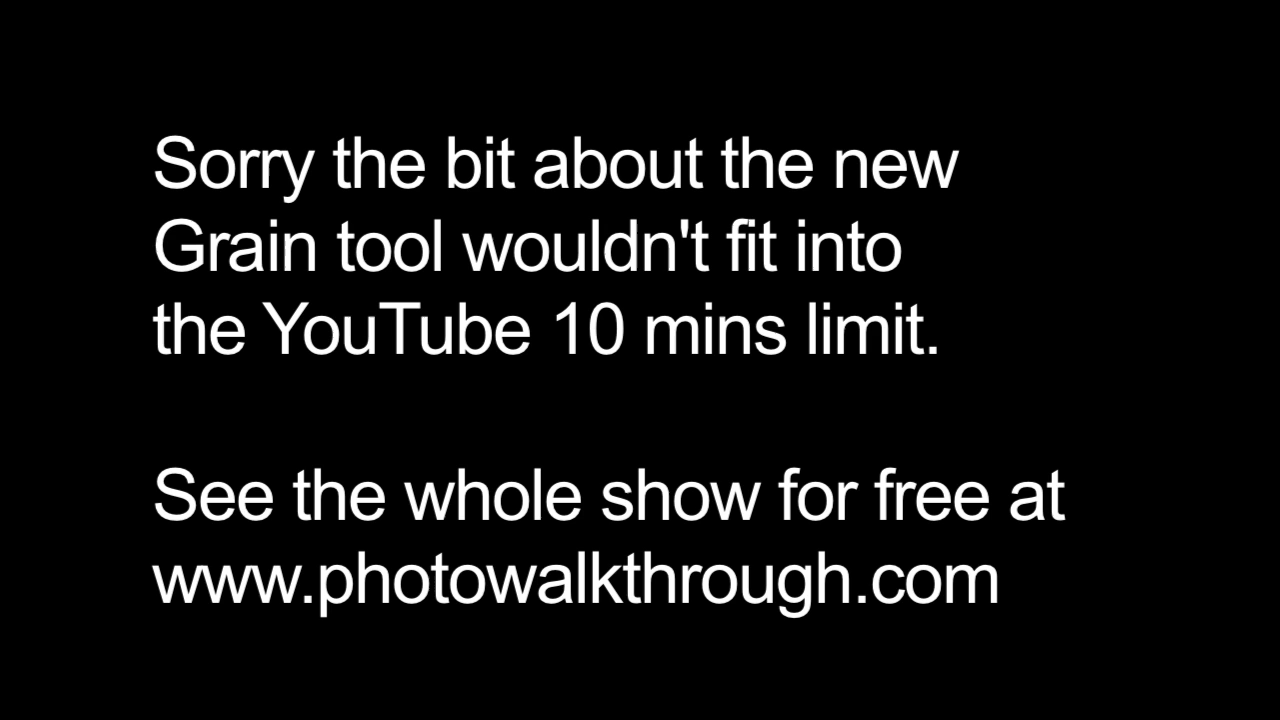 Sorry the bit about the new
Grain tool wouldn't fit into
the YouTube 10 mins limit.
See the whole show for free at
www.photowalkthrough.com